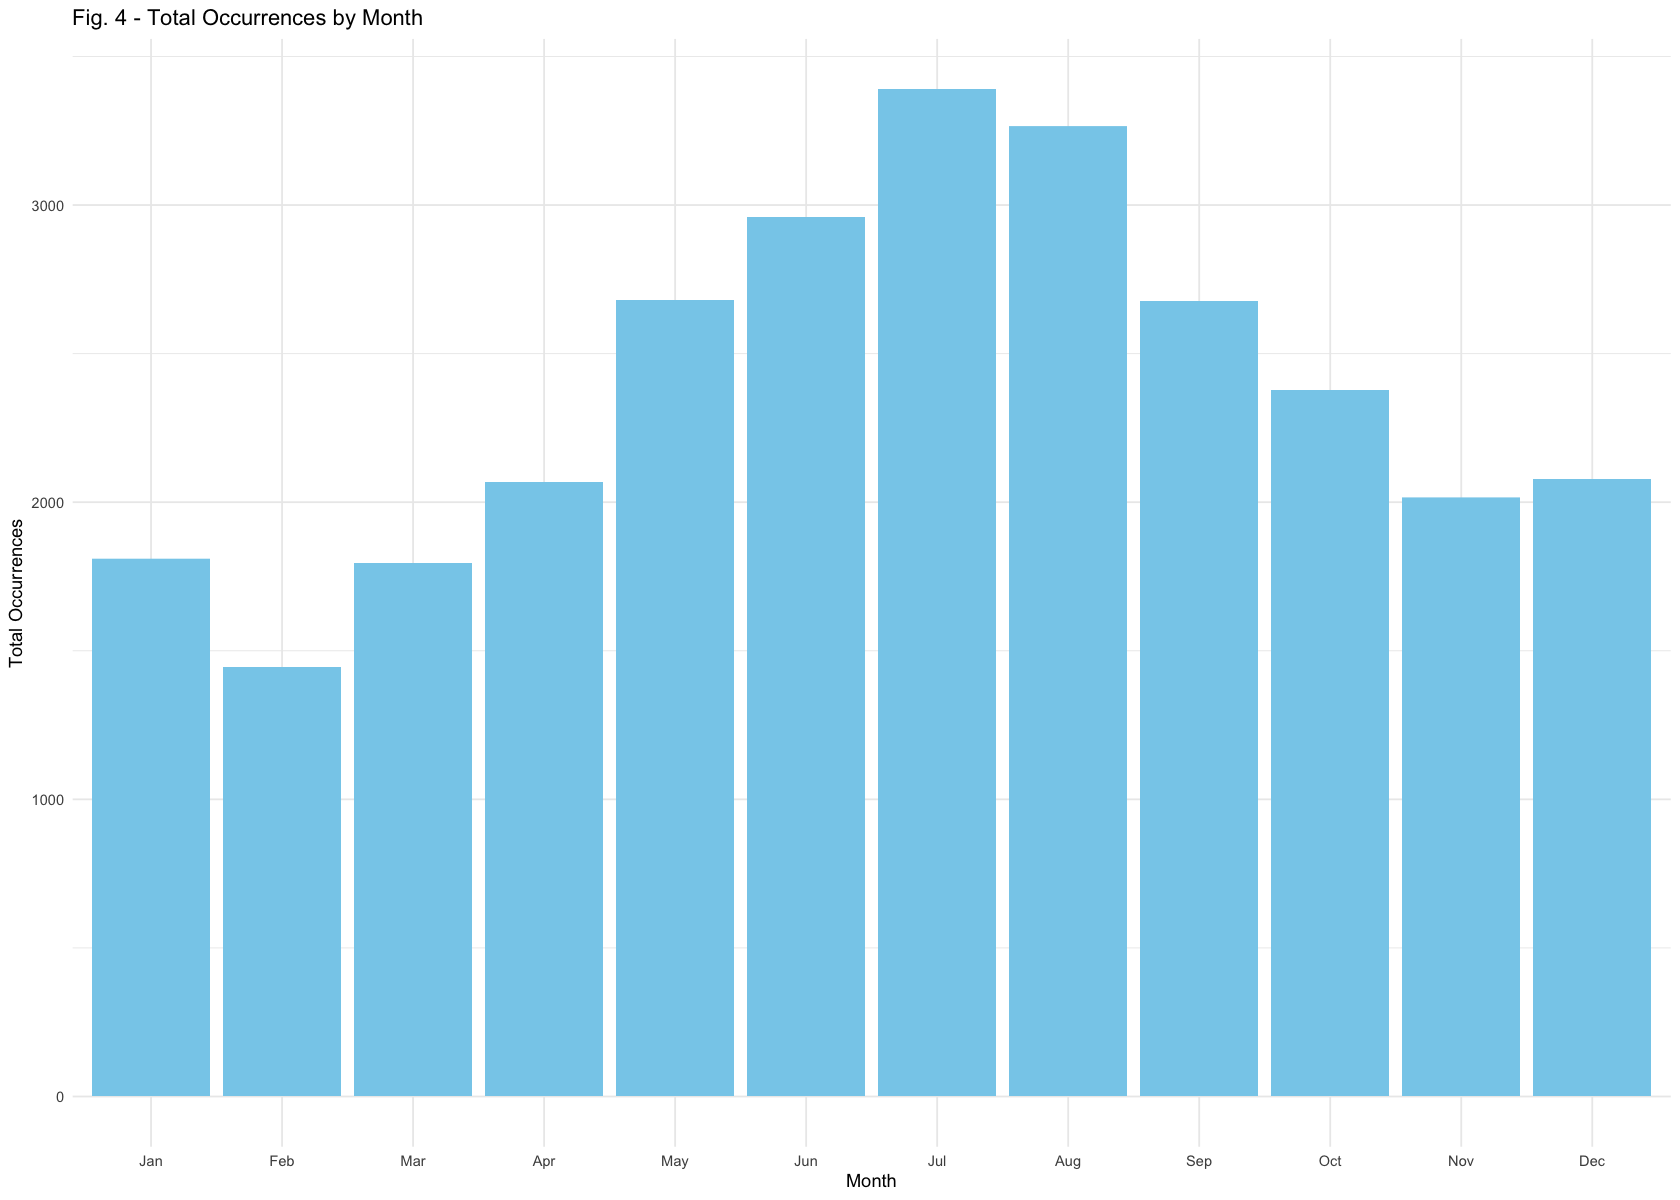 Fig. 4 - Total Occurrences by Month
Total Occurrences
3000
2000
1000
0
Jan Feb Mar Apr May Jun Jul Aug Sep Oct Nov Dec
Month